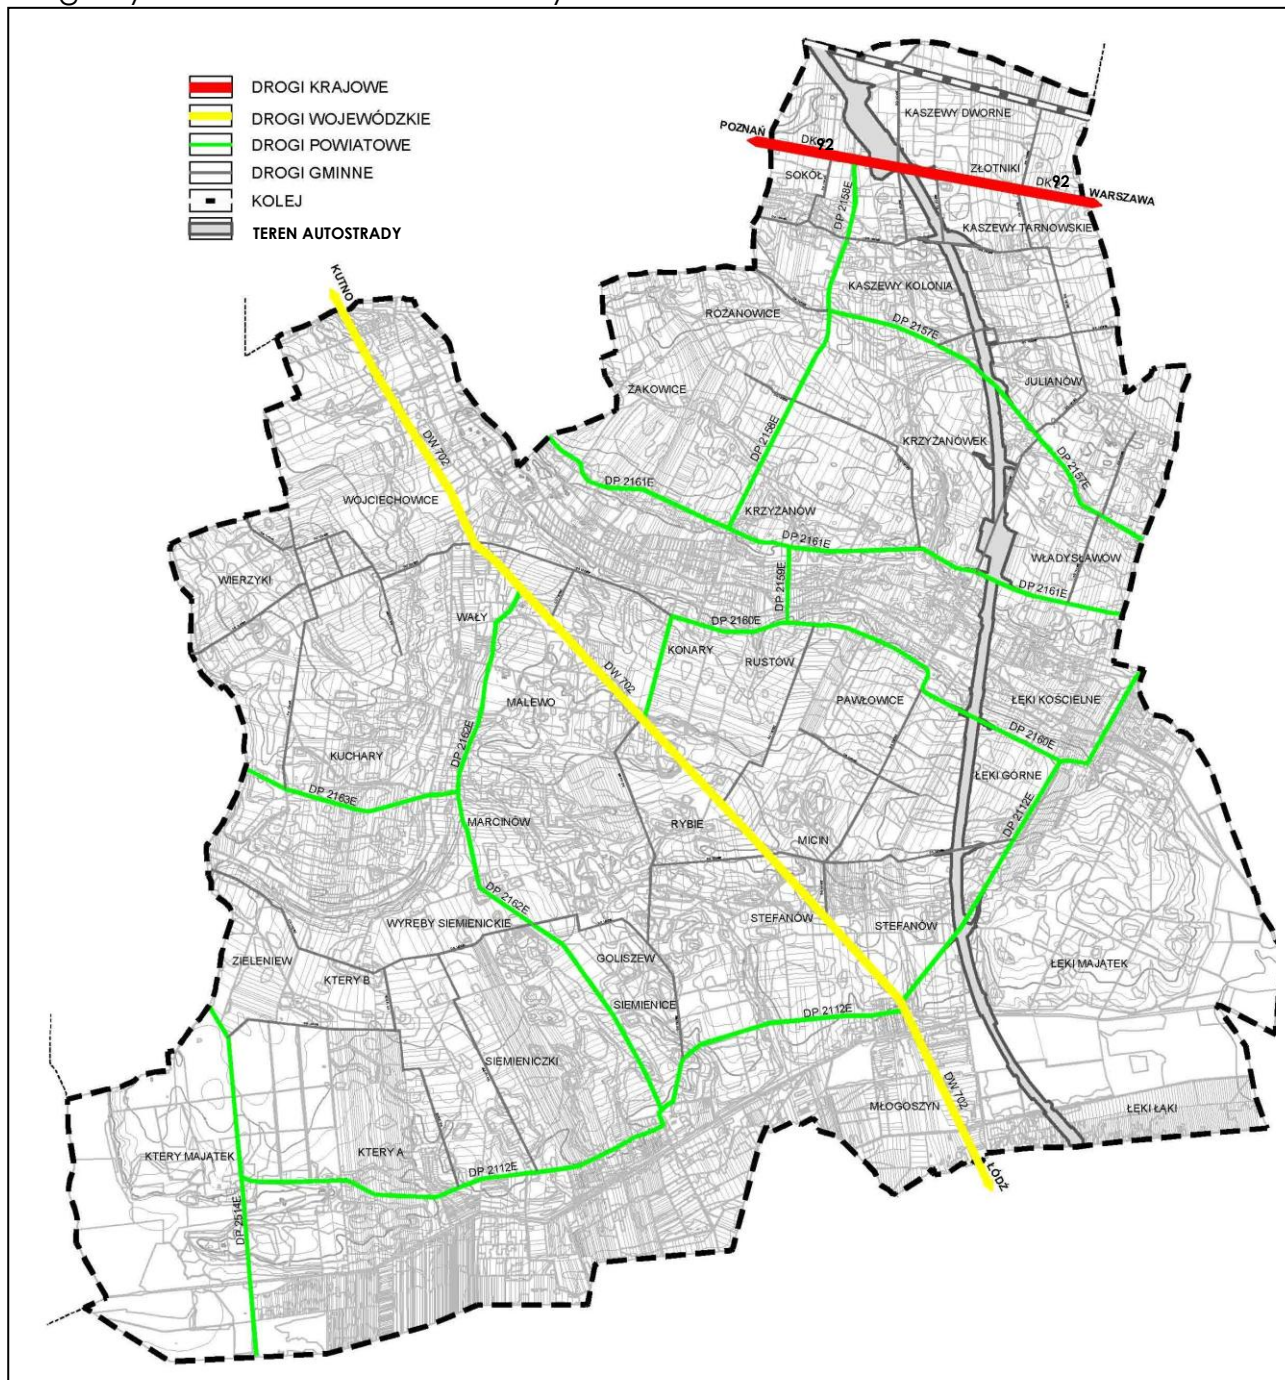 DROGI KRAJOWE
DROGI WOJEWÓDZKIE
DROGI POWIATOWE
DROGI GMINNE
KOLEJ
TEREN AUTOSTRADY
KASZEWY DWORNE
POZNAŃ
DK 92
SOKÓŁ
ZŁOTNIKI
DK 92
WARSZAWA
DP 2158E
KASZEWY TARNOWSKIE
KUTNO
KASZEWY KOLONIA
ROŻANOWICE
DP 2157E
ŻAKOWICE
JULIANÓW
DW 702
DP 2158E
KRZYŻANÓWEK
DP 2157E
WOJCIECHOWICE
DP 2161E
KRZYŻANÓW
DP 2161E
WŁADYSŁAWÓW
WIERZYKI
DP 2159E
DP 2161E
WAŁY
DP 2160E
KONARY
RUSTÓW
DW 702
MALEWO
PAWŁOWICE
ŁĘKI KOŚCIELNE
DP 2162E
DP 2160E
KUCHARY
ŁĘKI GÓRNE
DP 2163E
DP 2112E
MARCINÓW
RYBIE
MICIN
DP 2162E
WYRĘBY SIEMIENICKIE
STEFANÓW
STEFANÓW
ZIELENIEW
GOLISZEW
ŁĘKI MAJĄTEK
KTERY B
SIEMIENICE
DP 2112E
SIEMIENICZKI
DW 702
MŁOGOSZYN
ŁĘKI ŁĄKI
KTERY MAJĄTEK
KTERY A
DP 2112E
ŁÓDŹ
DP 2514E